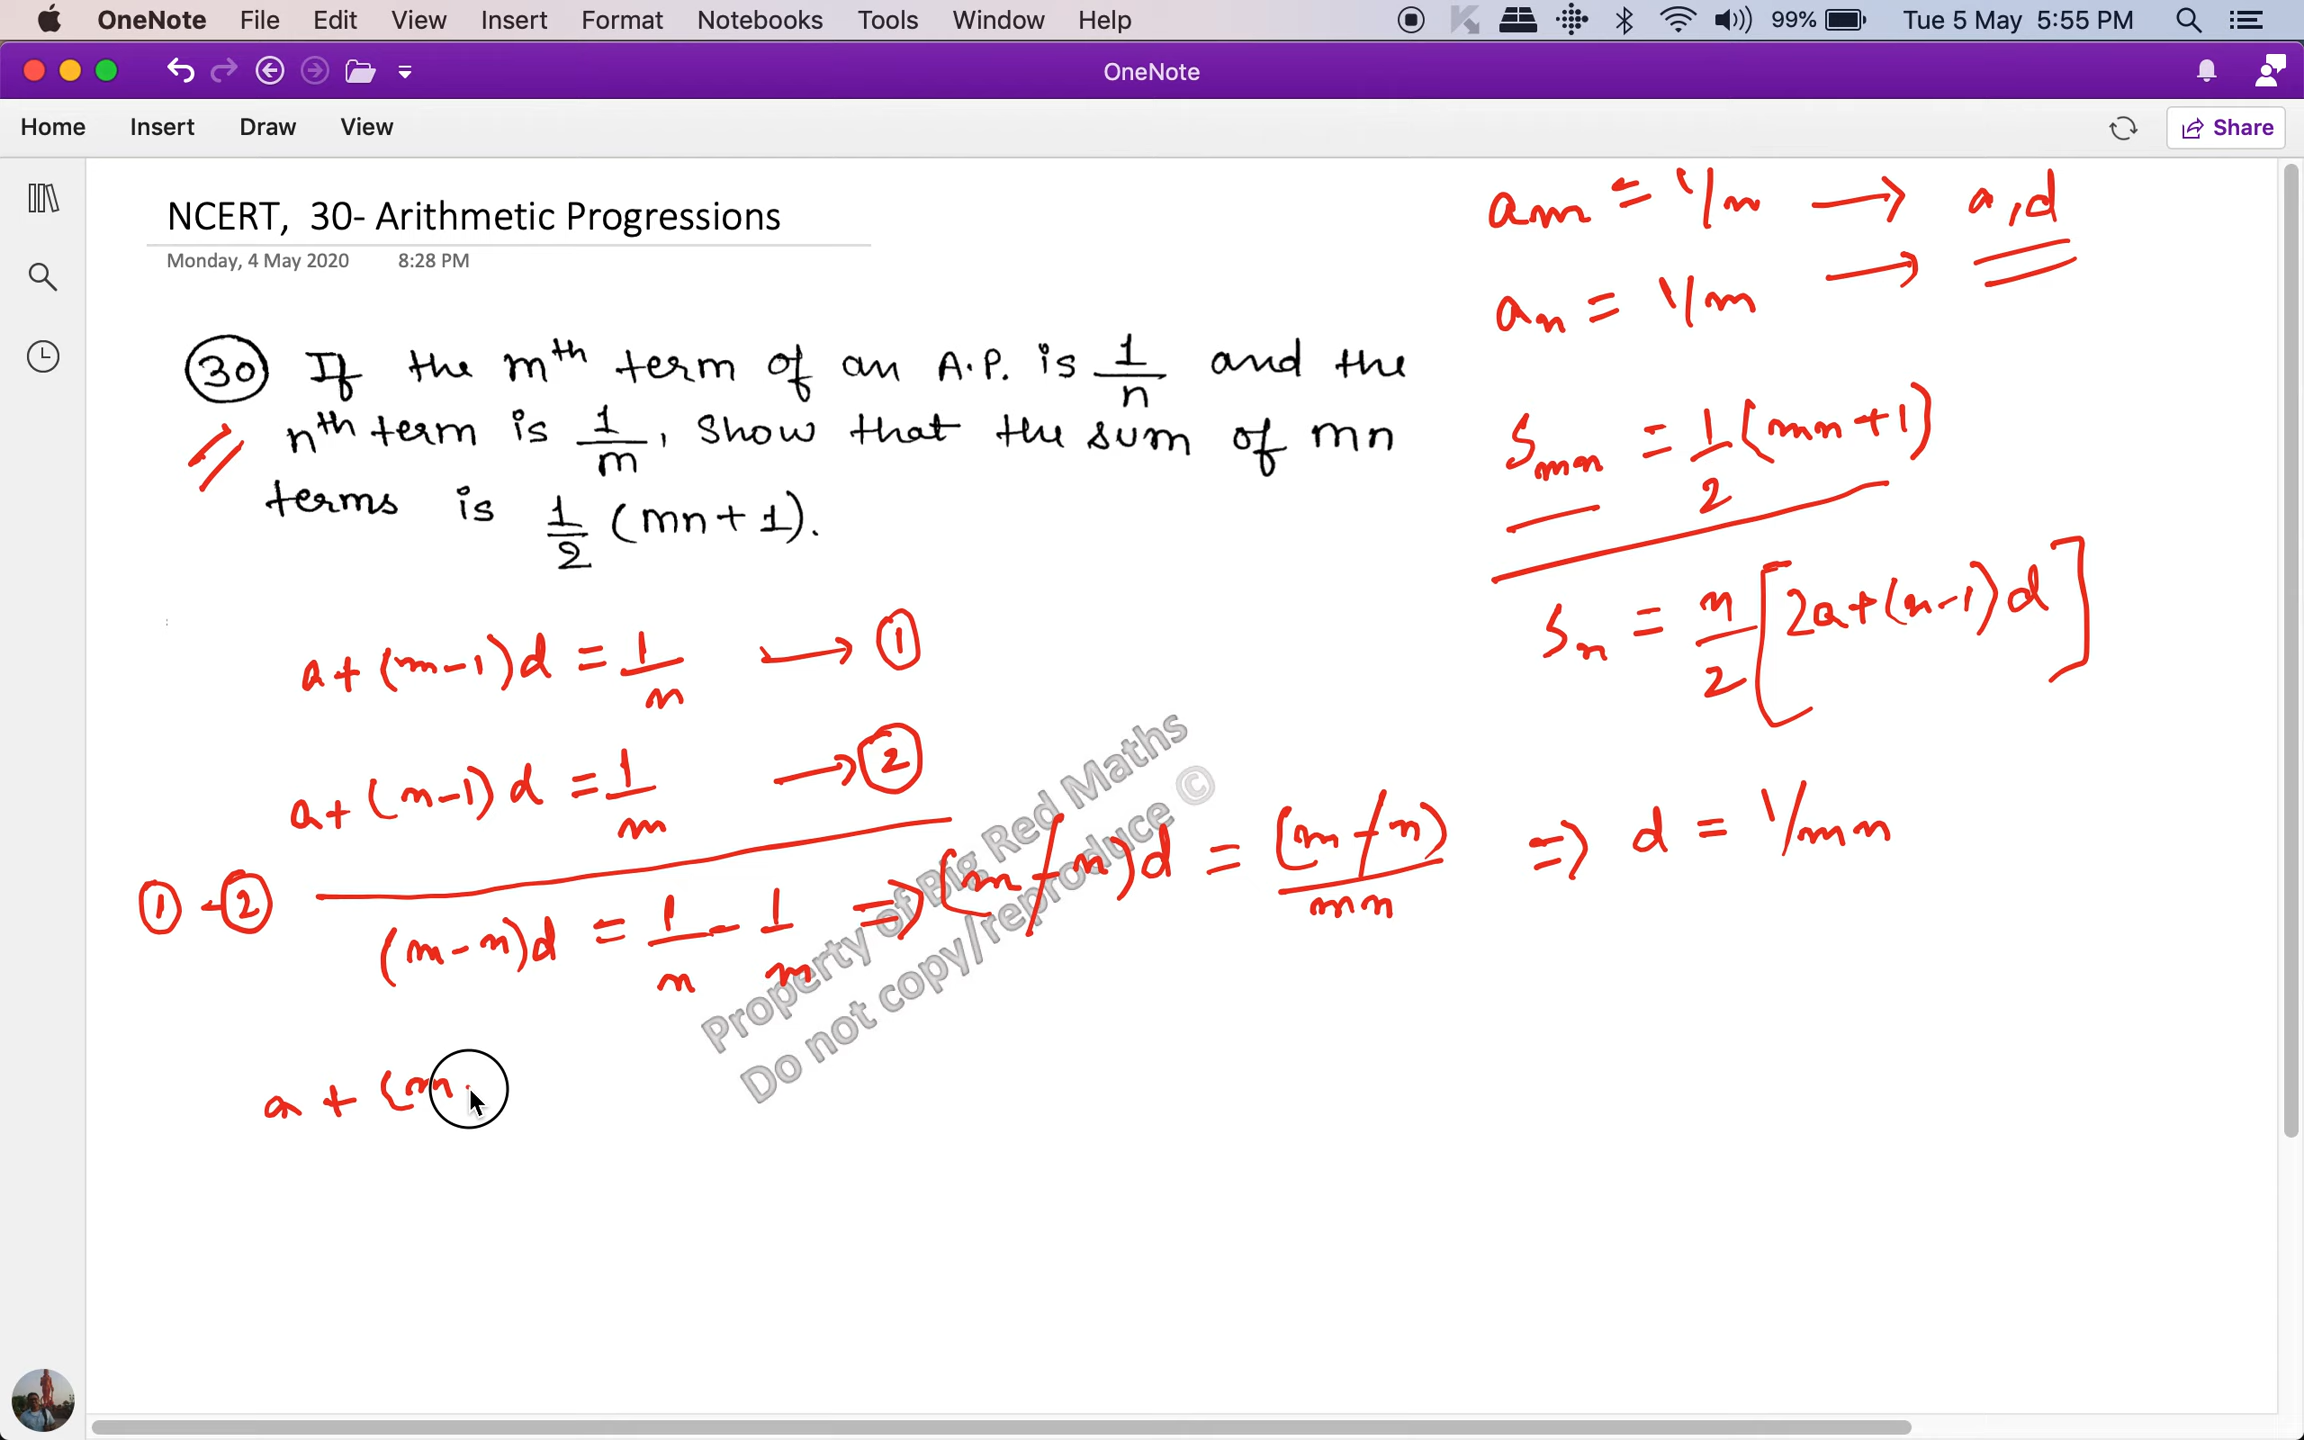 OneNote File Edit View Insert Format Notebooks Tools Window Help 99% Tue 5 May 5:55 PM
OneNote
Home Insert Draw View Share
NCERT, 30- Arithmetic Progressions
Monday, 4 May 2020 8:28 PM
am = 1/n → a, d
an = 1/m →
(30) If the mth term of an A.P. is 1/n and the
nth term is 1/m, show that the sum of mn
terms is 1/2 (mn + 1).
Smn = 1/2 (mn + 1)
Sn = n/2 [2a + (n-1)d]
a + (m-1)d = 1/n → (1)
a + (n-1)d = 1/m → (2)
(1) - (2) (m-n)d = 1/n - 1/m => (m-n)d = (m-n)/mn => d = 1/mn
a + (m
Property of Big Red Maths ©
Do not copy/reproduce